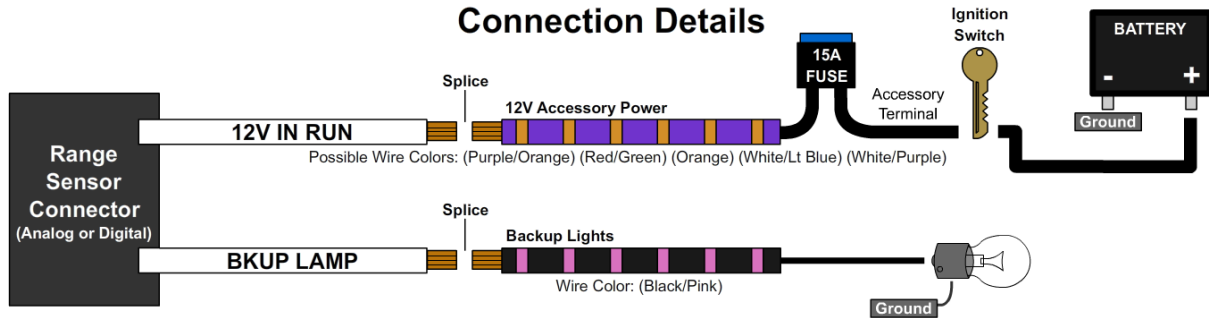 Connection Details
Ignition
Switch
BATTERY
- +
Ground
15A
FUSE
Accessory
Terminal
Splice
12V Accessory Power
12V IN RUN
Possible Wire Colors: (Purple/Orange) (Red/Green) (Orange) (White/Lt Blue) (White/Purple)
Range
Sensor
Connector
(Analog or Digital)
Splice
Backup Lights
BKUP LAMP
Wire Color: (Black/Pink)
Ground